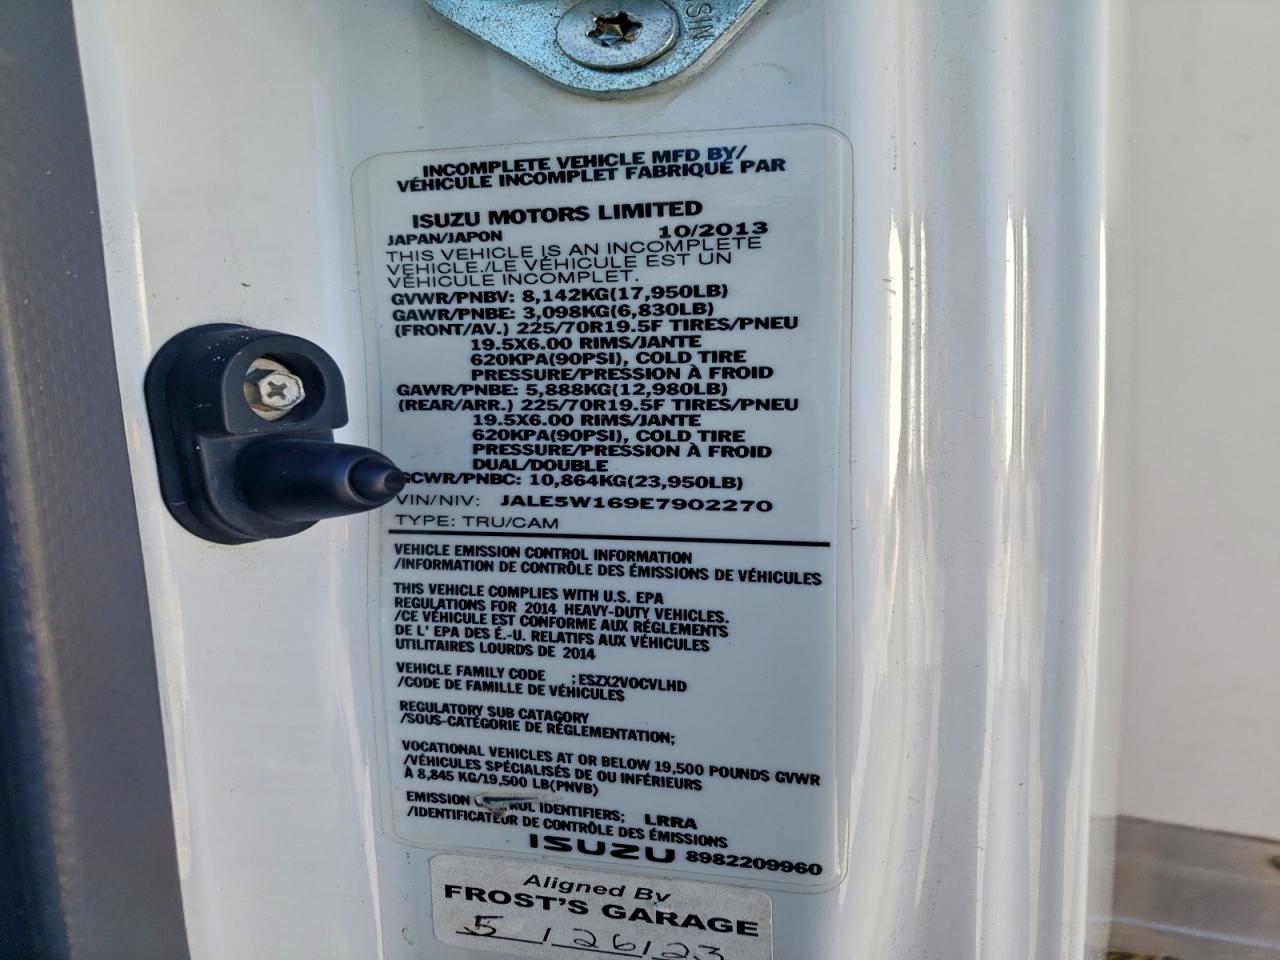 INCOMPLETE VEHICLE MFD BY/
VÉHICULE INCOMPLET FABRIQUÉ PAR
ISUZU MOTORS LIMITED
JAPAN/JAPON 10/2013
THIS VEHICLE IS AN INCOMPLETE
VEHICLE./LE VÉHICULE EST UN
VÉHICULE INCOMPLET.
GVWR/PNBV: 8,142KG(17,950LB)
GAWR/PNBE: 3,098KG(6,830LB)
(FRONT/AV.) 225/70R19.5F TIRES/PNEU
19.5X6.00 RIMS/JANTE
620KPA(90PSI), COLD TIRE
PRESSURE/PRESSION À FROID
GAWR/PNBE: 5,888KG(12,980LB)
(REAR/ARR.) 225/70R19.5F TIRES/PNEU
19.5X6.00 RIMS/JANTE
620KPA(90PSI), COLD TIRE
PRESSURE/PRESSION À FROID
DUAL/DOUBLE
GCWR/PNBC: 10,864KG(23,950LB)
VIN/NIV: JALE5W169E7902270
TYPE: TRU/CAM
VEHICLE EMISSION CONTROL INFORMATION
/INFORMATION DE CONTRÔLE DES ÉMISSIONS DE VÉHICULES
THIS VEHICLE COMPLIES WITH U.S. EPA
REGULATIONS FOR 2014 HEAVY-DUTY VEHICLES.
/CE VÉHICULE EST CONFORME AUX RÉGLEMENTS
DE L' EPA DES É.-U. RELATIFS AUX VÉHICULES
UTILITAIRES LOURDS DE 2014
VEHICLE FAMILY CODE : ESZX2VOCVLHD
/CODE DE FAMILLE DE VÉHICULES
REGULATORY SUB CATAGORY
/SOUS-CATÉGORIE DE RÉGLEMENTATION;
VOCATIONAL VEHICLES AT OR BELOW 19,500 POUNDS GVWR
/VÉHICULES SPÉCIALISÉS DE OU INFÉRIEURS
À 8,845 KG/19,500 LB(PNVB)
EMISSION IDENTIFIERS; LRRA
/IDENTIFICATEUR DE CONTRÔLE DES ÉMISSIONS
ISUZU 8982209960
Aligned By
FROST'S GARAGE
5 / 26/23